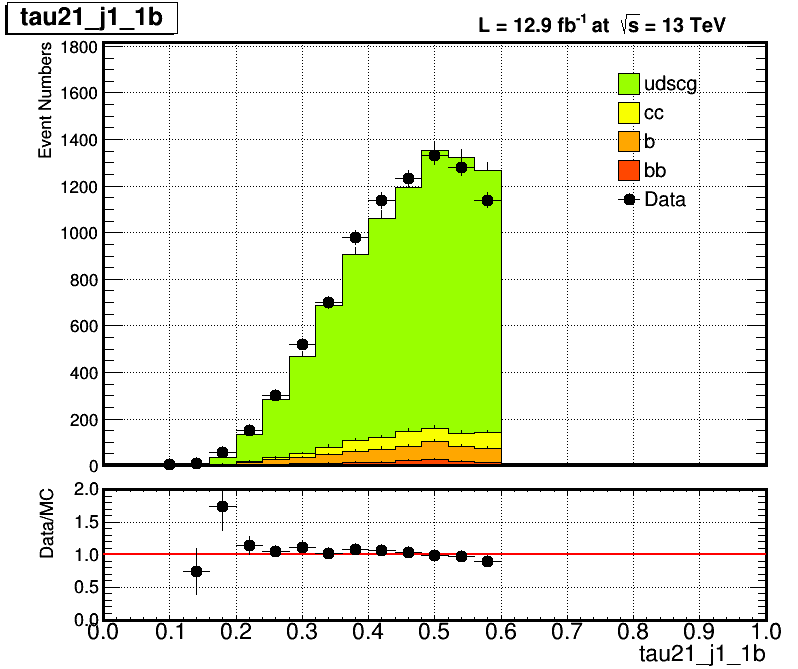 tau21_j1_1b
L = 12.9 fb-1 at √s = 13 TeV
Event Numbers
1800
1600
1400
1200
1000
800
600
400
200
0
udscg
cc
b
bb
Data
Data/MC
2.0
1.5
1.0
0.5
0.0
0.0 0.1 0.2 0.3 0.4 0.5 0.6 0.7 0.8 0.9 1.0
tau21_j1_1b